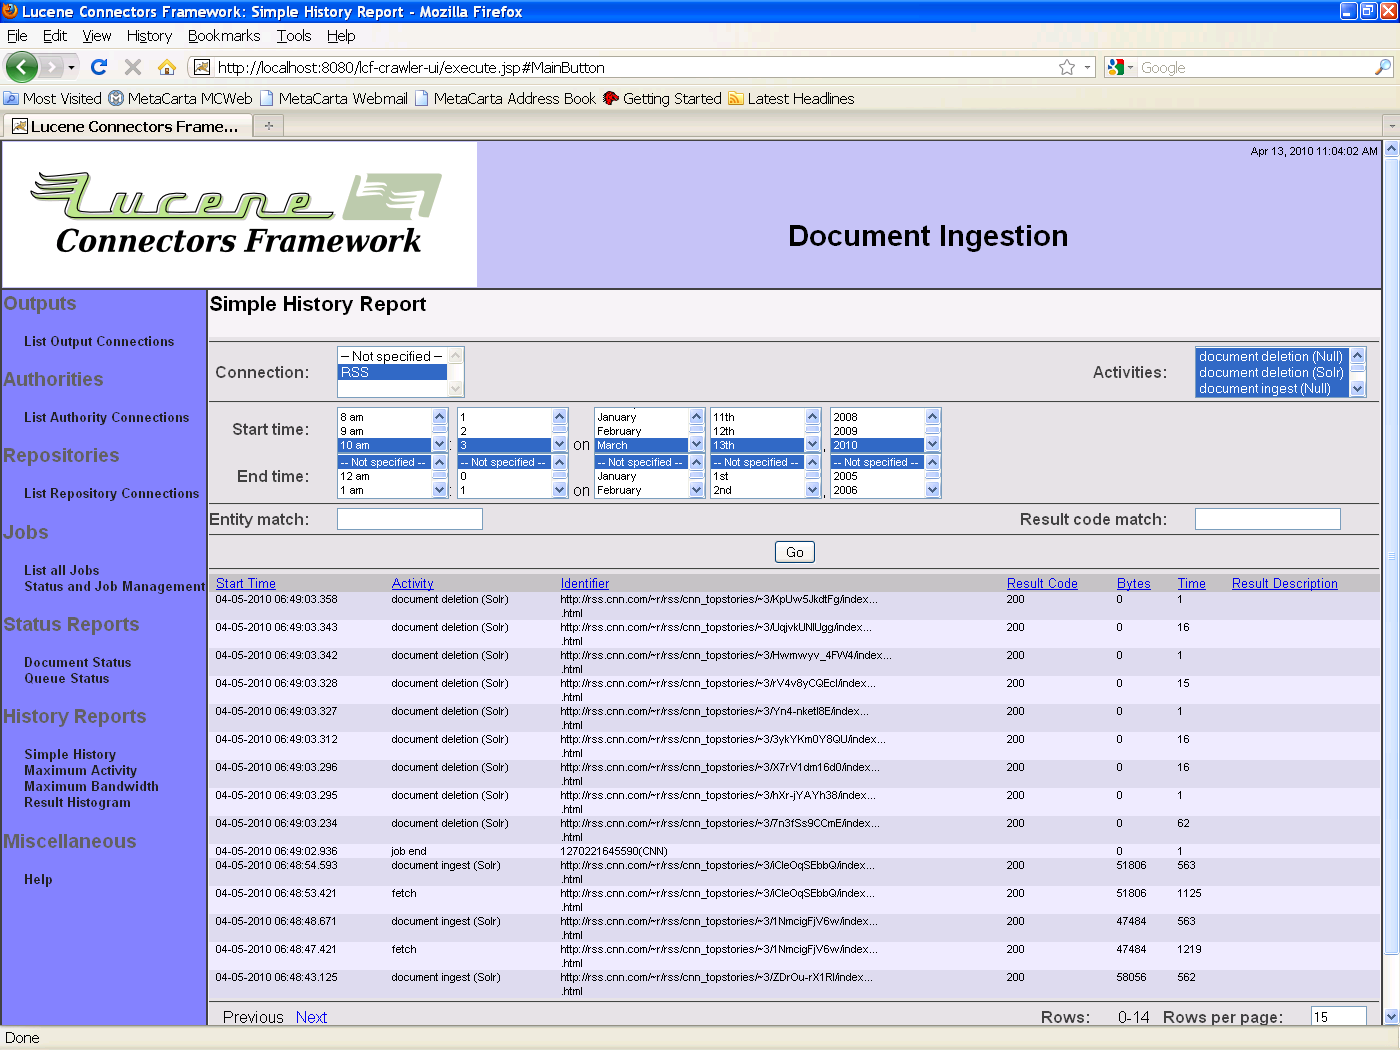 Lucene Connectors Framework: Simple History Report - Mozilla Firefox
File Edit View History Bookmarks Tools Help
http://localhost:8080/lcf-crawler-ui/execute.jsp#MainButton
Google
Most Visited MetaCarta MCWeb MetaCarta Webmail MetaCarta Address Book Getting Started Latest Headlines
Lucene Connectors Frame...
Apr 13, 2010 11:04:02 AM
Lucene
Connectors Framework
Document Ingestion
Outputs
List Output Connections
Authorities
List Authority Connections
Repositories
List Repository Connections
Jobs
List all Jobs
Status and Job Management
Status Reports
Document Status
Queue Status
History Reports
Simple History
Maximum Activity
Maximum Bandwidth
Result Histogram
Miscellaneous
Help
Simple History Report
Connection:
-- Not specified --
RSS
Activities:
document deletion (Null)
document deletion (Solr)
document ingest (Null)
Start time:
8 am 1 January 11th 2008
9 am 2 February 12th 2009
10 am : 3 on March 13th , 2010
End time:
-- Not specified -- -- Not specified -- -- Not specified -- -- Not specified -- -- Not specified --
12 am 0 January 1st 2005
1 am : 1 on February 2nd , 2006
Entity match:
Result code match:
Go
Start Time Activity Identifier Result Code Bytes Time Result Description
04-05-2010 06:49:03.358 document deletion (Solr) http://rss.cnn.com/~r/rss/cnn_topstories/~3/KpUw5JkdtFg/index... 200 0 1
.html
04-05-2010 06:49:03.343 document deletion (Solr) http://rss.cnn.com/~r/rss/cnn_topstories/~3/UqjvkUNlUgg/index... 200 0 16
.html
04-05-2010 06:49:03.342 document deletion (Solr) http://rss.cnn.com/~r/rss/cnn_topstories/~3/Hwmwyv_4FW4/index... 200 0 1
.html
04-05-2010 06:49:03.328 document deletion (Solr) http://rss.cnn.com/~r/rss/cnn_topstories/~3/rV4v8yCQEcI/index... 200 0 15
.html
04-05-2010 06:49:03.327 document deletion (Solr) http://rss.cnn.com/~r/rss/cnn_topstories/~3/Yn4-nketl8E/index... 200 0 1
.html
04-05-2010 06:49:03.312 document deletion (Solr) http://rss.cnn.com/~r/rss/cnn_topstories/~3/3ykYKm0Y8QU/index... 200 0 16
.html
04-05-2010 06:49:03.296 document deletion (Solr) http://rss.cnn.com/~r/rss/cnn_topstories/~3/X7rV1dm16d0/index... 200 0 16
.html
04-05-2010 06:49:03.295 document deletion (Solr) http://rss.cnn.com/~r/rss/cnn_topstories/~3/hXr-jYAYh38/index... 200 0 1
.html
04-05-2010 06:49:03.234 document deletion (Solr) http://rss.cnn.com/~r/rss/cnn_topstories/~3/7n3fSs9CCmE/index... 200 0 62
.html
04-05-2010 06:49:02.936 job end 1270221645590(CNN) 0 1
04-05-2010 06:48:54.593 document ingest (Solr) http://rss.cnn.com/~r/rss/cnn_topstories/~3/iCleOqSEbbQ/index... 200 51806 563
.html
04-05-2010 06:48:53.421 fetch http://rss.cnn.com/~r/rss/cnn_topstories/~3/iCleOqSEbbQ/index... 200 51806 1125
.html
04-05-2010 06:48:48.671 document ingest (Solr) http://rss.cnn.com/~r/rss/cnn_topstories/~3/1NmcigFjV6w/index... 200 47484 563
.html
04-05-2010 06:48:47.421 fetch http://rss.cnn.com/~r/rss/cnn_topstories/~3/1NmcigFjV6w/index... 200 47484 1219
.html
04-05-2010 06:48:43.125 document ingest (Solr) http://rss.cnn.com/~r/rss/cnn_topstories/~3/ZDrOu-rX1RI/index... 200 58056 562
.html
Previous Next Rows: 0-14 Rows per page: 15
Done